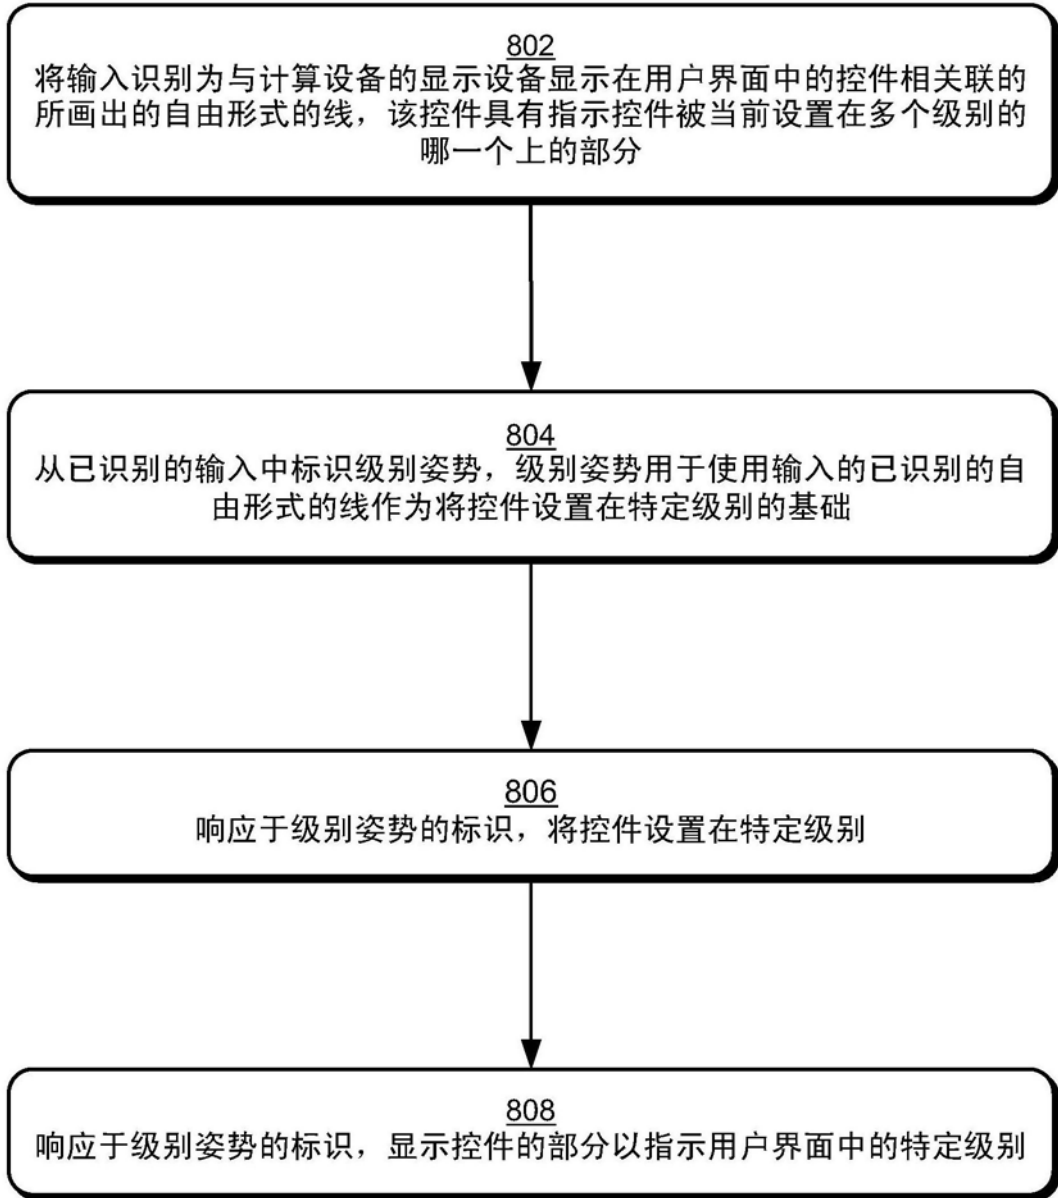 802
将输入识别为与计算设备的显示设备显示在用户界面中的控件相关联的
所画出的自由形式的线，该控件具有指示控件被当前设置在多个级别的
哪一个上的部分
804
从已识别的输入中标识级别姿势，级别姿势用于使用输入的已识别的自
由形式的线作为将控件设置在特定级别的基础
806
响应于级别姿势的标识，将控件设置在特定级别
808
响应于级别姿势的标识，显示控件的部分以指示用户界面中的特定级别